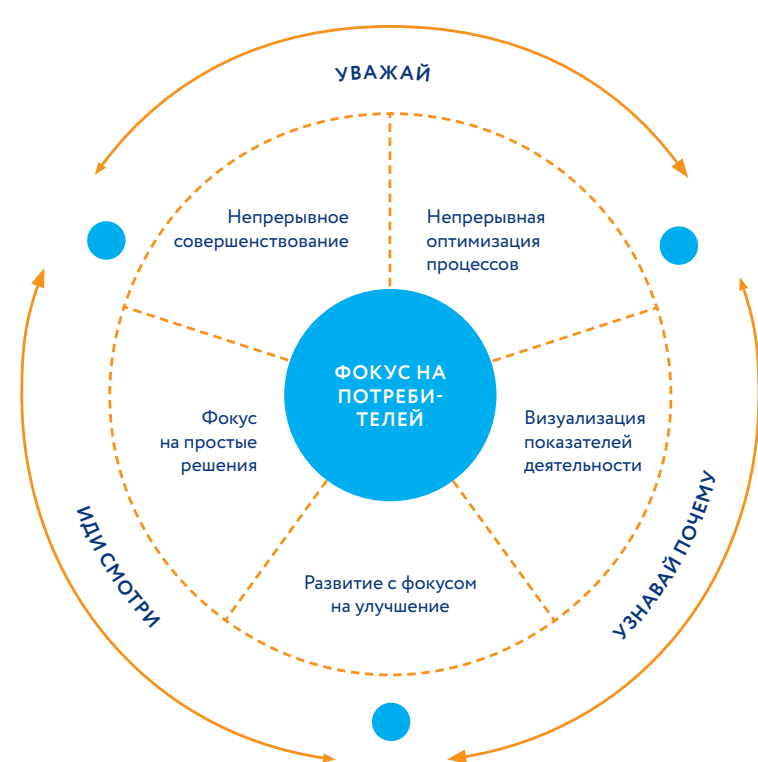 УВАЖАЙ
Непрерывное
совершенствование
Непрерывная
оптимизация
процессов
ФОКУС НА
ПОТРЕБИ-
ТЕЛЕЙ
Фокус
на простые
решения
Визуализация
показателей
деятельности
Развитие с фокусом
на улучшение
ИДИ СМОТРИ
УЗНАВАЙ ПОЧЕМУ